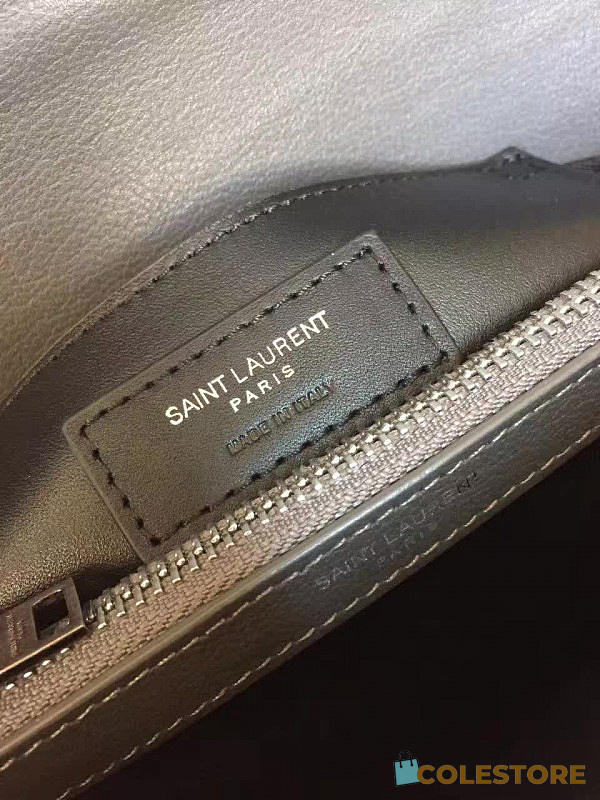 SAINT LAURENT
PARIS
MADE IN ITALY
SAINT LAURENT
PARIS
COLESTORE